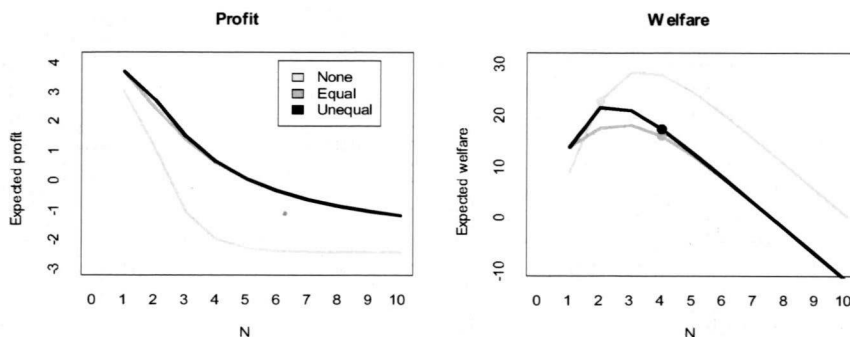 Profit
Expected profit
4
3
2
1
0
-1
-2
-3
None
Equal
Unequal
0 1 2 3 4 5 6 7 8 9 10
N
Welfare
Expected welfare
30
20
10
0
-10
0 1 2 3 4 5 6 7 8 9 10
N